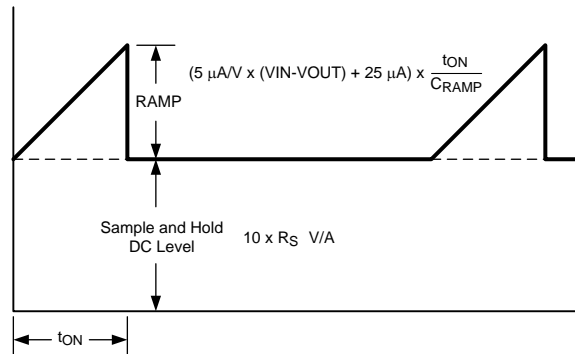 (5 μA/V x (VIN-VOUT) + 25 μA) x tON / CRAMP
RAMP
Sample and Hold
DC Level
10 x RS V/A
tON